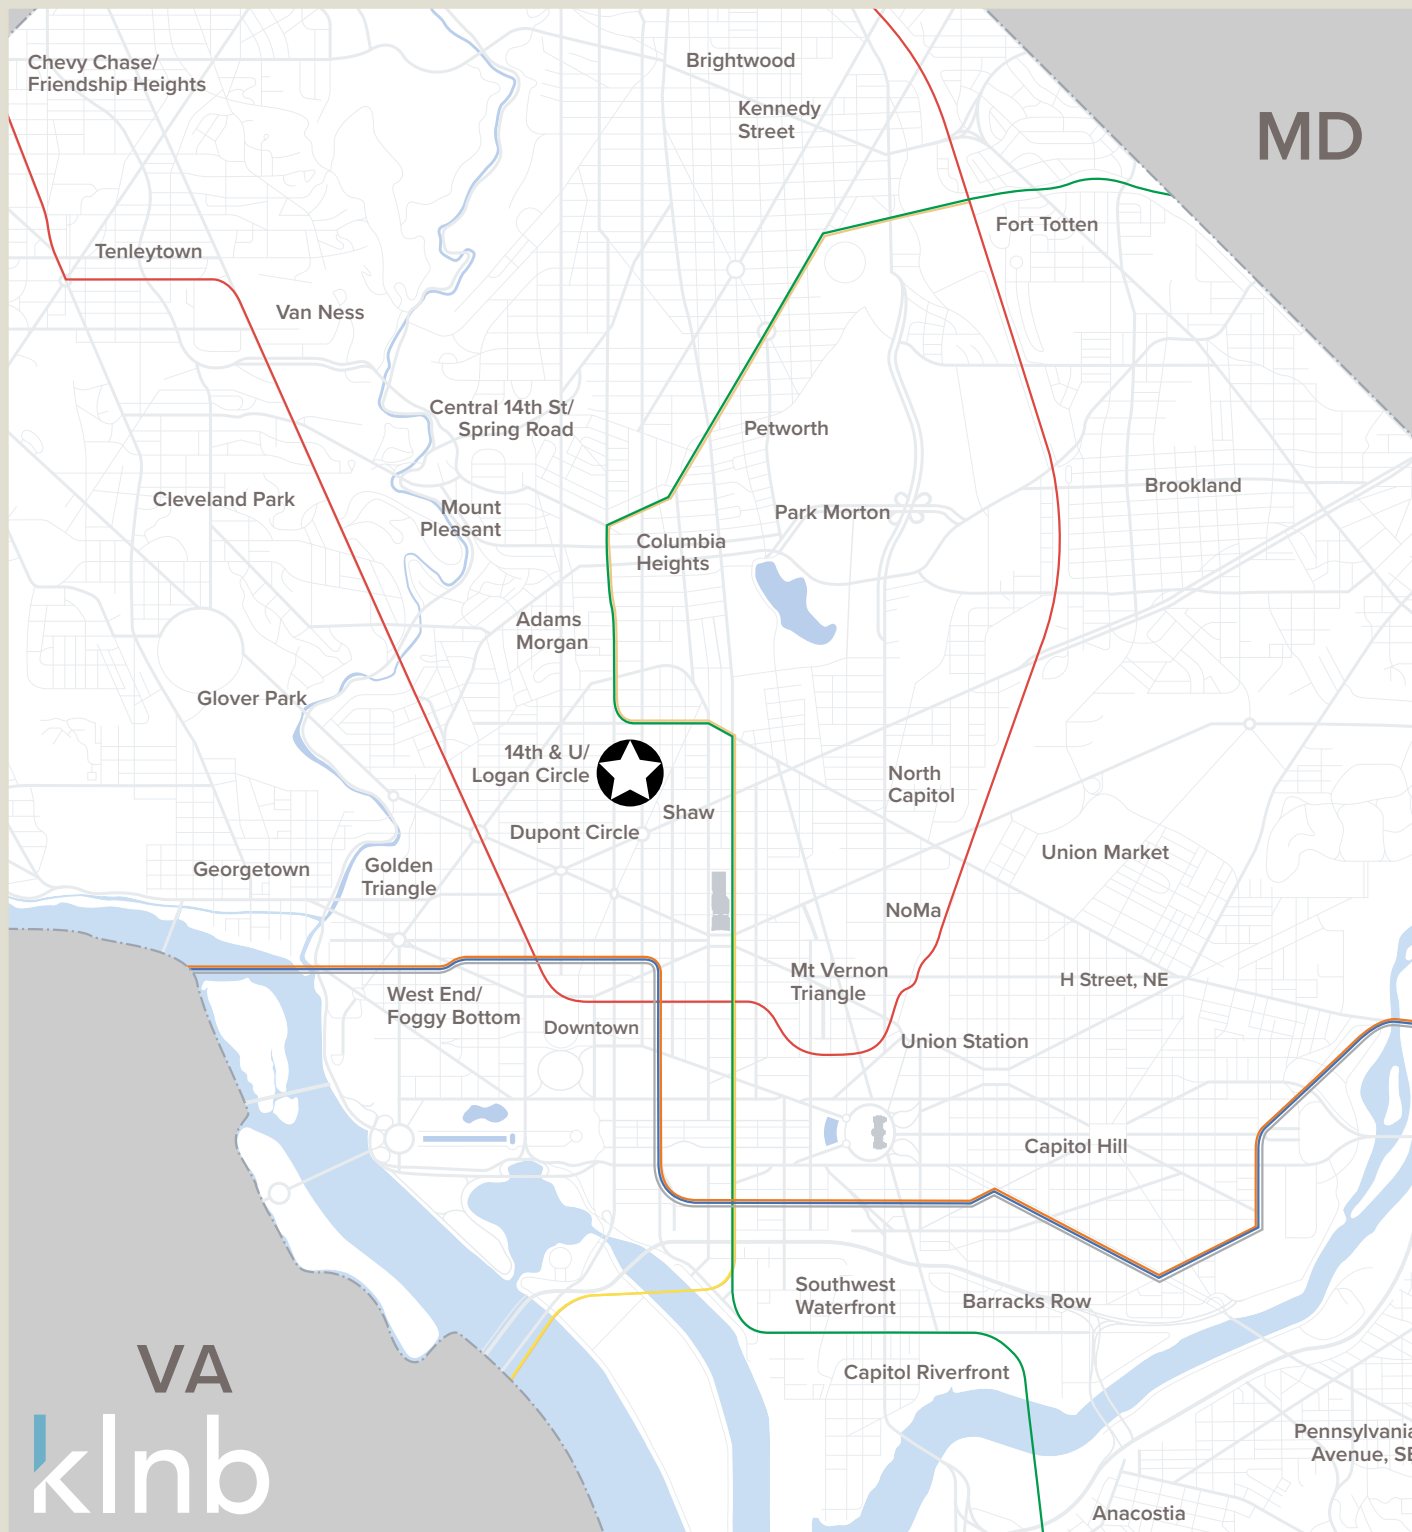 Chevy Chase/
Friendship Heights
Brightwood
Kennedy
Street
MD
Tenleytown
Fort Totten
Van Ness
Central 14th St/
Spring Road
Petworth
Cleveland Park
Mount
Pleasant
Park Morton
Brookland
Columbia
Heights
Adams
Morgan
Glover Park
14th & U/
Logan Circle
North
Capitol
Shaw
Dupont Circle
Union Market
Georgetown
Golden
Triangle
NoMa
Mt Vernon
Triangle
H Street, NE
West End/
Foggy Bottom
Downtown
Union Station
Capitol Hill
Southwest
Waterfront
Barracks Row
VA
Capitol Riverfront
klnb
Pennsylvania
Avenue, SE
Anacostia